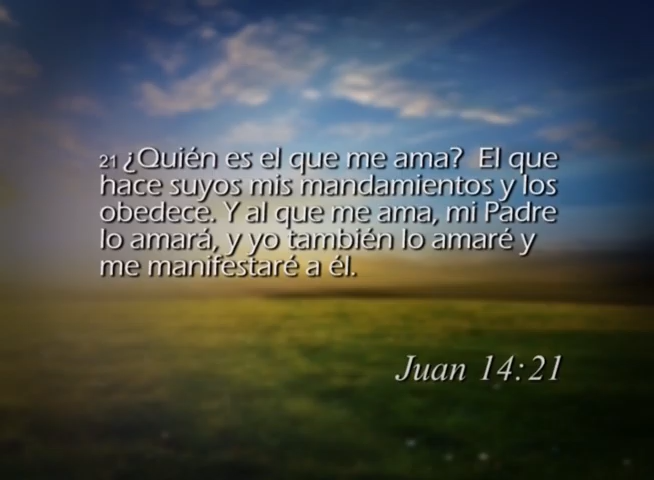 21 ¿Quién es el que me ama?  El que
hace suyos mis mandamientos y los
obedece. Y al que me ama, mi Padre
lo amará, y yo también lo amaré y
me manifestaré a él.
Juan 14:21